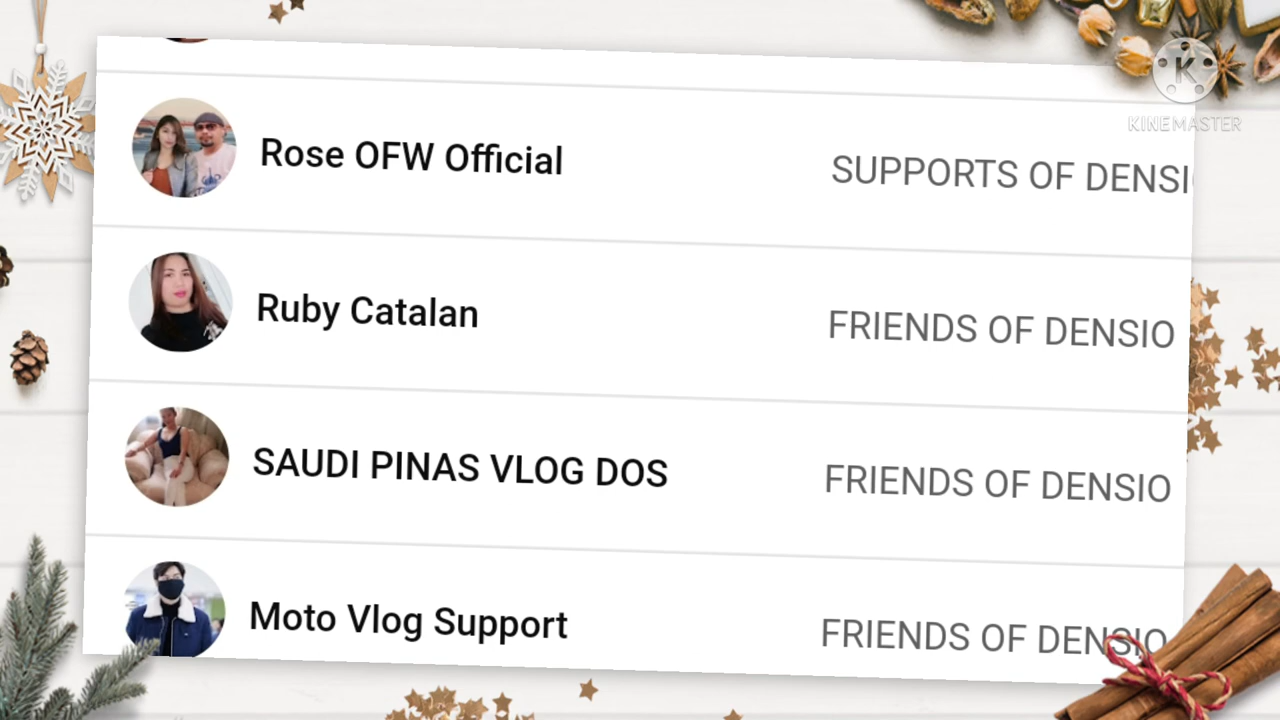 KINEMASTER
Rose OFW Official
SUPPORTS OF DENSI
Ruby Catalan
FRIENDS OF DENSIO
SAUDI PINAS VLOG DOS
FRIENDS OF DENSIO
Moto Vlog Support
FRIENDS OF DENSIO